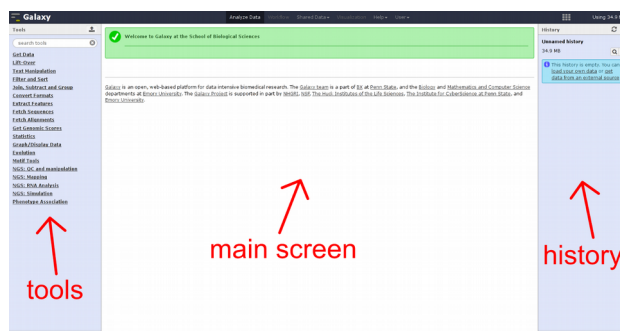 Galaxy
Analyze Data Workflow Shared Data Visualization Help User
Using 34.9
Tools
search tools
Get Data
Lift-Over
Text Manipulation
Filter and Sort
Join, Subtract and Group
Convert Formats
Extract Features
Fetch Sequences
Fetch Alignments
Get Genomic Scores
Statistics
Graph/Display Data
Evolution
Motif Tools
NGS: QC and manipulation
NGS: Mapping
NGS: RNA Analysis
NGS: Simulation
Phenotype Association
tools
Welcome to Galaxy at the School of Biological Sciences
Galaxy is an open, web-based platform for data intensive biomedical research. The Galaxy team is a part of BX at Penn State, and the Biology and Mathematics and Computer Science
departments at Emory University. The Galaxy Project is supported in part by NHGRI, NSF, The Huck Institutes of the Life Sciences, The Institute for CyberScience at Penn State, and
Emory University.
main screen
History
Unnamed history
34.9 MB
This history is empty. You can
load your own data or get
data from an external source
history